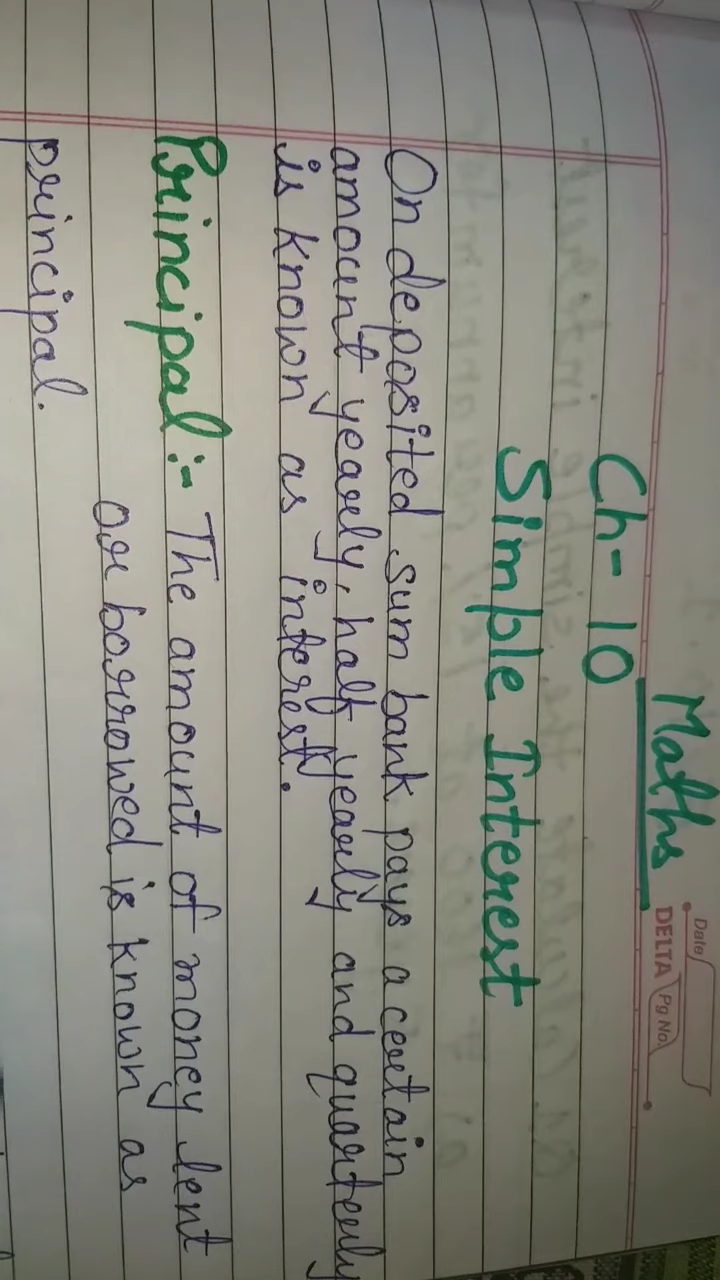 Maths
Date
DELTA Pg No.
Ch- 10
Simple Interest
On deposited sum bank pays a certain
amount yearly, half yearly and quarterly
is known as interest.
Principal :- The amount of money lent
or borrowed is known as
principal.